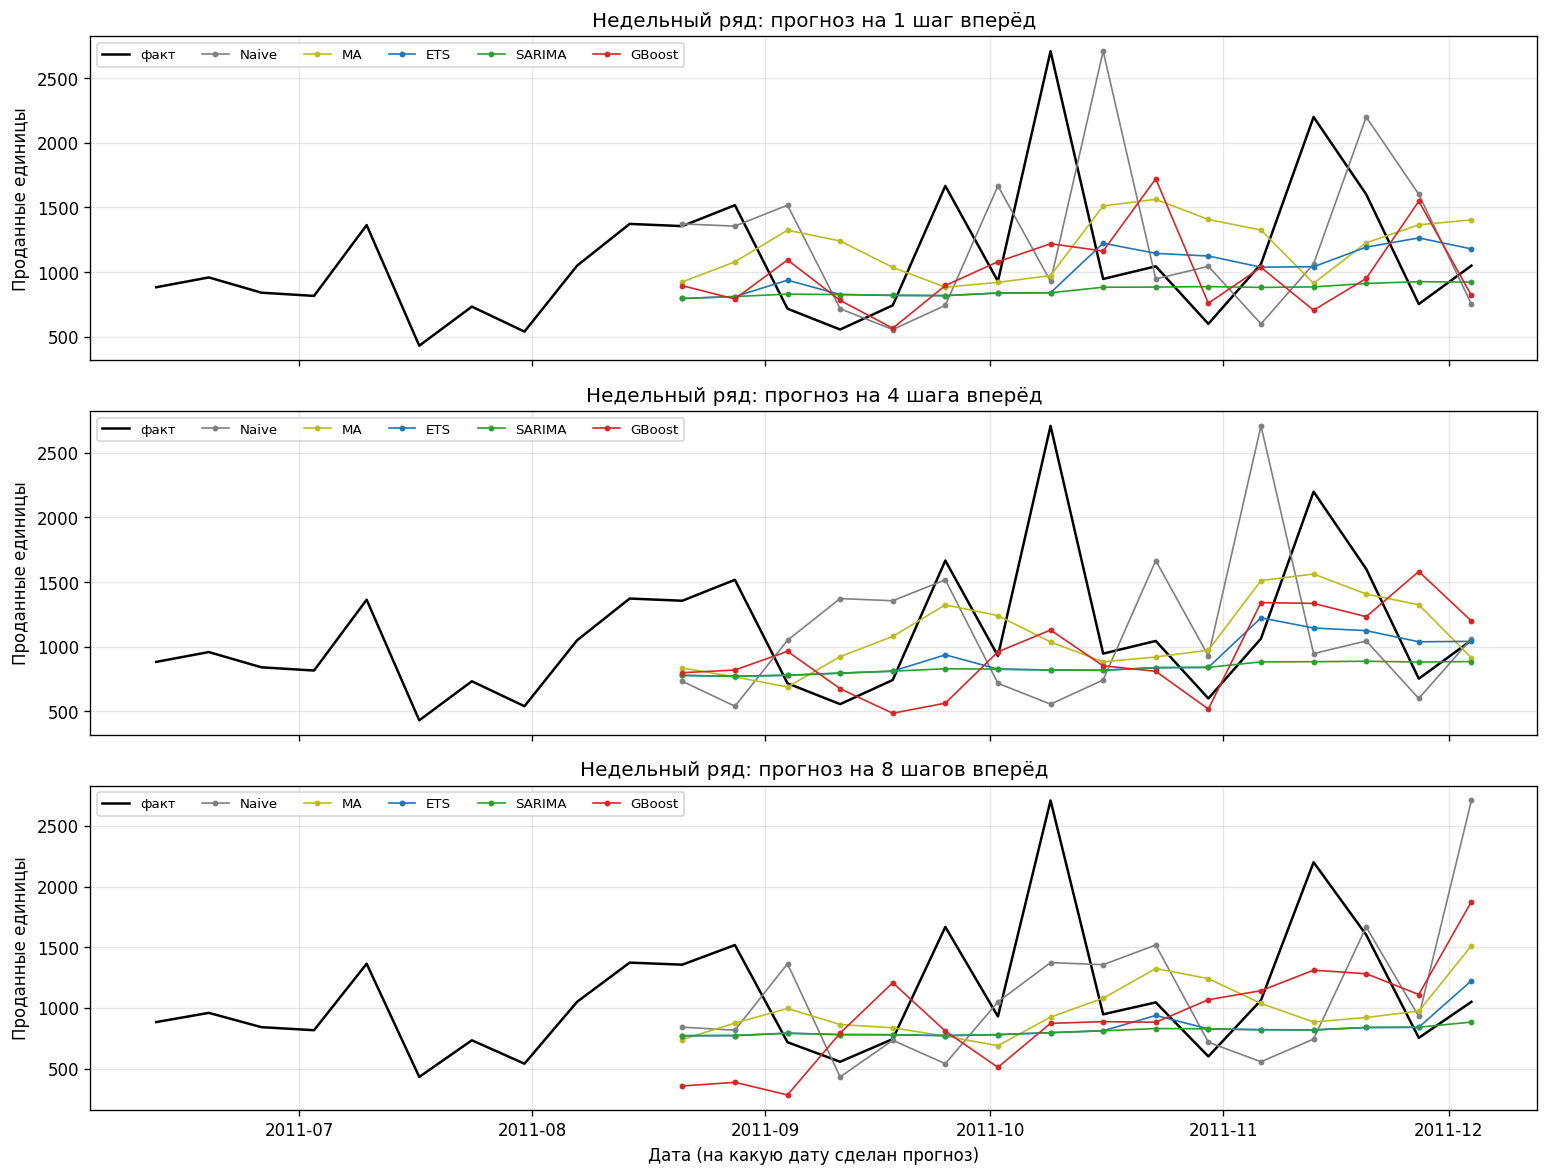 Недельный ряд: прогноз на 1 шаг вперёд
факт Naive MA ETS SARIMA GBoost
Проданные единицы
2500
2000
1500
1000
500
Недельный ряд: прогноз на 4 шага вперёд
факт Naive MA ETS SARIMA GBoost
Проданные единицы
2500
2000
1500
1000
500
Недельный ряд: прогноз на 8 шагов вперёд
факт Naive MA ETS SARIMA GBoost
Проданные единицы
2500
2000
1500
1000
500
2011-07 2011-08 2011-09 2011-10 2011-11 2011-12
Дата (на какую дату сделан прогноз)